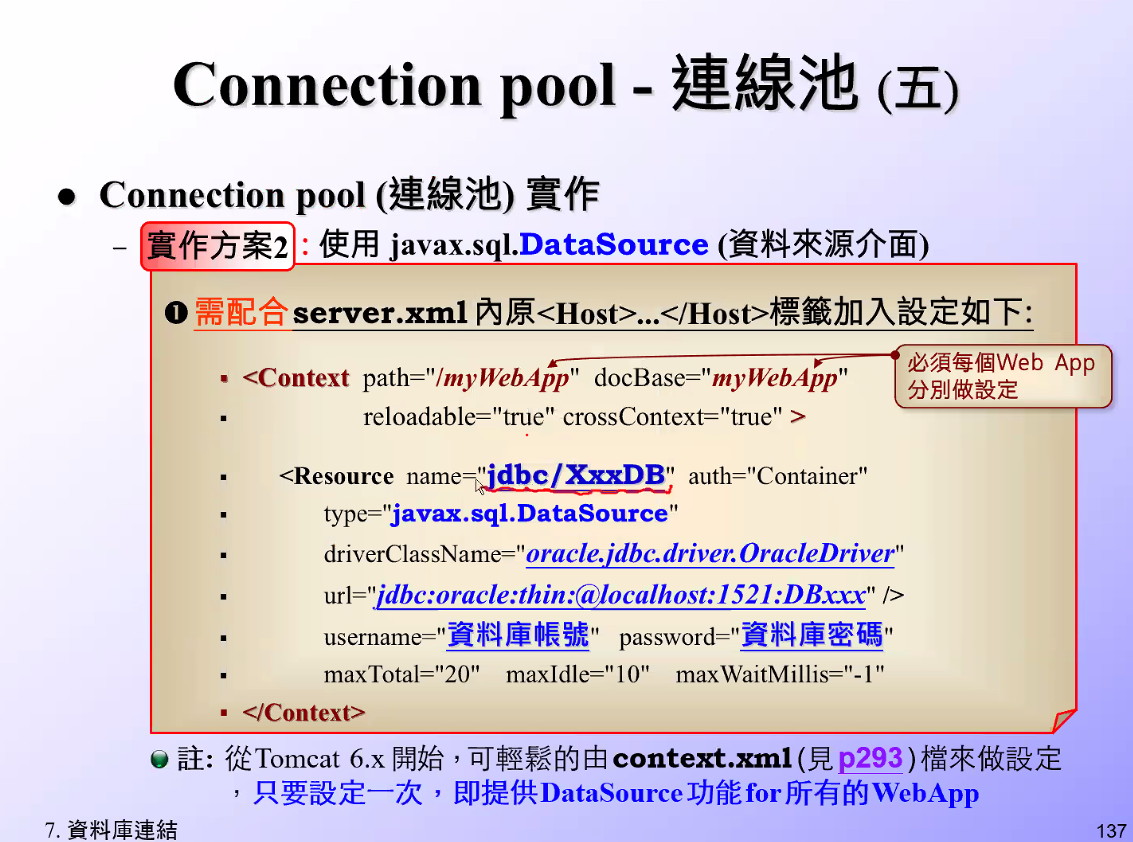 Connection pool - 連線池 (五)
● Connection pool (連線池) 實作
– 實作方案2 : 使用 javax.sql.DataSource (資料來源介面)
❶ 需配合 server.xml 內原<Host>...</Host>標籤加入設定如下:
▪ <Context path="/myWebApp" docBase="myWebApp"
必須每個Web App
分別做設定
▪ reloadable="true" crossContext="true" >
▪ <Resource name="jdbc/XxxDB" auth="Container"
▪ type="javax.sql.DataSource"
▪ driverClassName="oracle.jdbc.driver.OracleDriver"
▪ url="jdbc:oracle:thin:@localhost:1521:DBxxx" />
▪ username="資料庫帳號" password="資料庫密碼"
▪ maxTotal="20" maxIdle="10" maxWaitMillis="-1"
▪ </Context>
註: 從Tomcat 6.x 開始，可輕鬆的由context.xml (見 p293 ) 檔來做設定
，只要設定一次，即提供DataSource功能for所有的WebApp
7. 資料庫連結
137